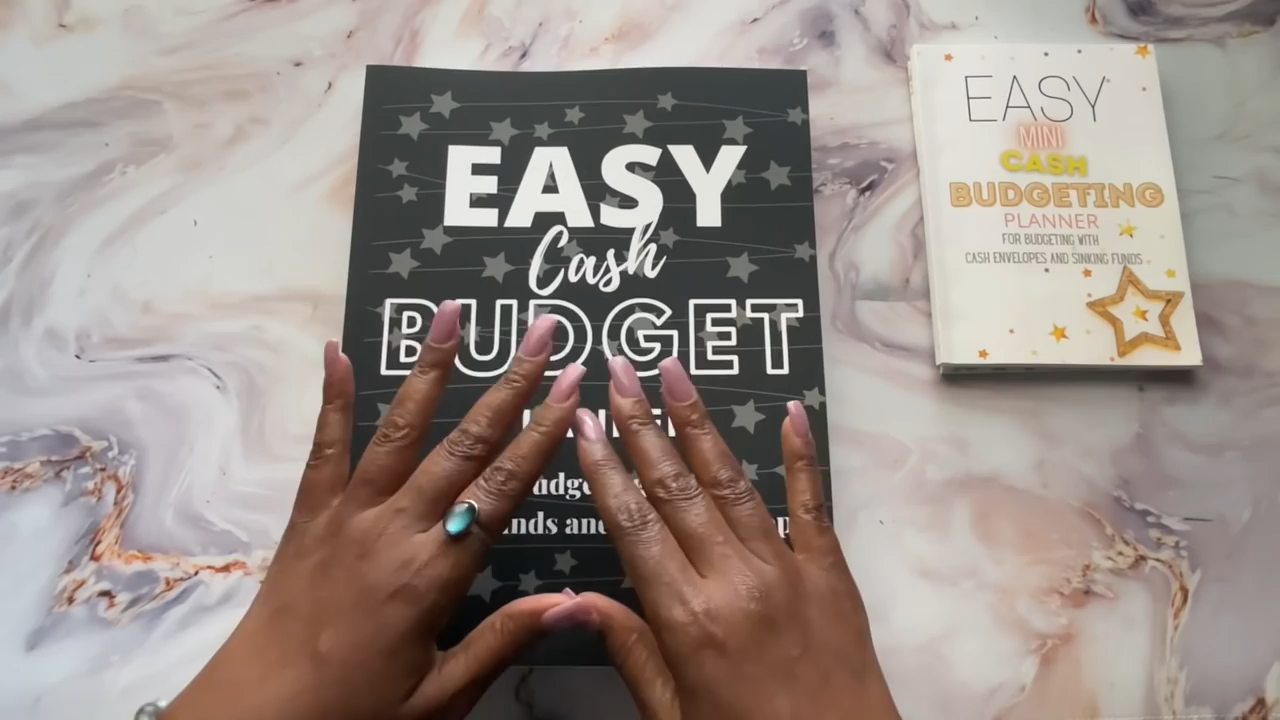 EASY
Cash
BUDGET
EASY
MINI
CASH
BUDGETING
PLANNER
FOR BUDGETING WITH
CASH ENVELOPES AND SINKING FUNDS